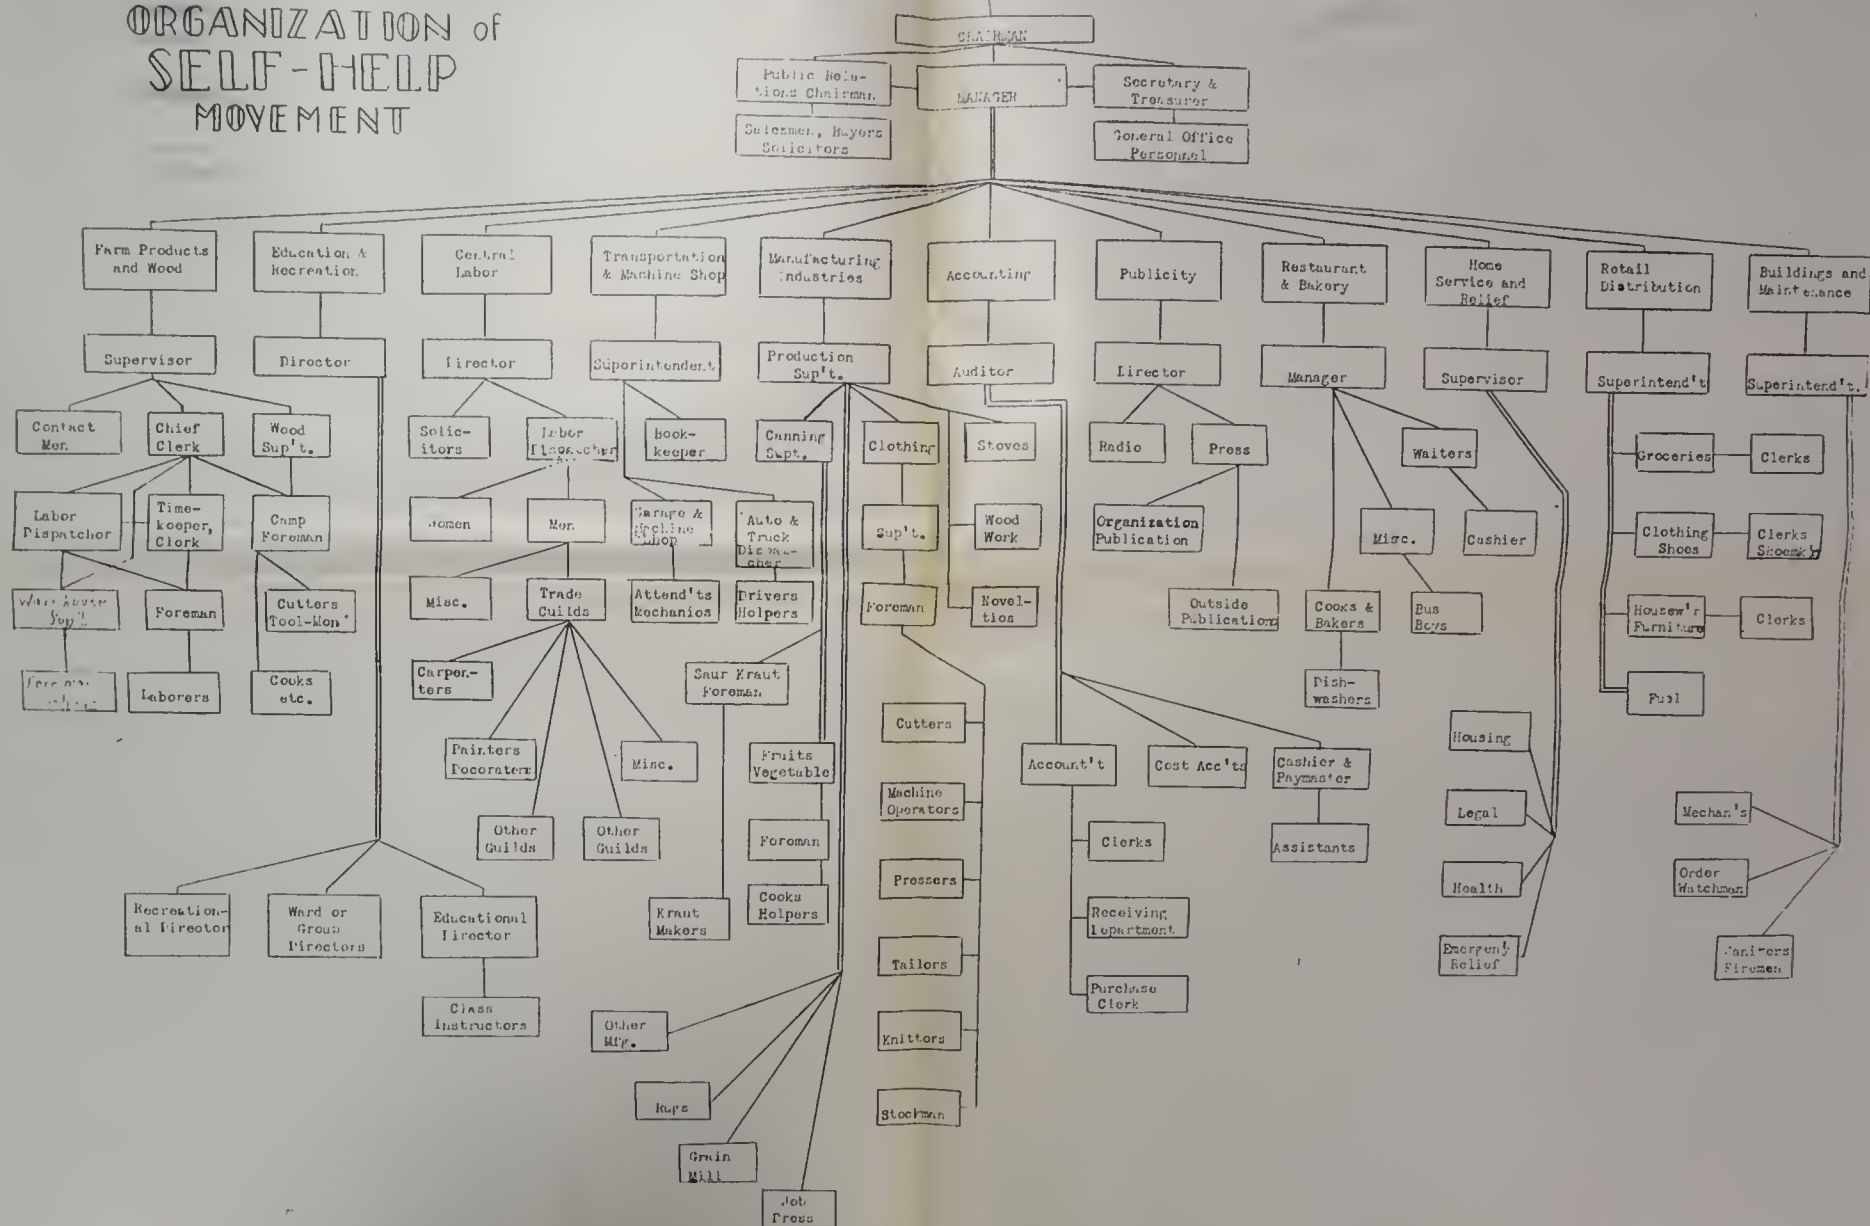 ORGANIZATION of
SELF-HELP
MOVEMENT
CHAIRMAN
Public Rela-
tions Chairman
MANAGER
Secretary &
Treasurer
Salesmen, Buyers
Solicitors
General Office
Personnel
Farm Products
and Wood
Education &
Recreation
Central
Labor
Transportation
& Machine Shop
Manufacturing
Industries
Accounting
Publicity
Restaurant
& Bakery
Home
Service and
Relief
Retail
Distribution
Buildings and
Maintenance
Supervisor
Director
Director
Superintendent
Production
Sup't.
Auditor
Director
Manager
Supervisor
Superintend't
Superintend't.
Contact
Men.
Chief
Clerk
Wood
Sup't.
Solic-
itors
Labor
Dispatcher
Book-
keeper
Canning
Supt.
Clothing
Stoves
Radio
Press
Waiters
Groceries
Clerks
Labor
Dispatcher
Time-
keeper,
Clerk
Camp
Foreman
Women
Men
Garage &
Machine
Shop
Auto &
Truck
Dispat-
cher
Sup't.
Wood
Work
Organization
Publication
Misc.
Cashier
Clothing
Shoes
Clerks
Shoemk's
Warehouse
Sup't
Foreman
Cutters
Tool-Men
Misc.
Trade
Guilds
Attend'ts
Mechanics
Drivers
Helpers
Foreman
Novel-
ties
Outside
Publication
Cooks &
Bakers
Bus
Boys
Housew'r
Furniture
Clerks
Laborers
Cooks
etc.
Carpen-
ters
Saur Kraut
Foreman
Dish-
washers
Fuel
Painters
Decorators
Misc.
Fruits
Vegetable
Cutters
Account't
Cost Acc'ts
Cashier &
Paymaster
Housing
Other
Guilds
Other
Guilds
Foreman
Machine
Operators
Clerks
Assistants
Legal
Mechan's
Recreation-
al Director
Ward or
Group
Directors
Educational
Director
Kraut
Makers
Cooks
Helpers
Pressers
Receiving
Department
Health
Order
Watchman
Class
Instructors
Other
Mfg.
Tailors
Purchase
Clerk
Emergen'y
Relief
Janitors
Firemen
Rugs
Knitters
Grain
Mill
Stockman
Job
Press